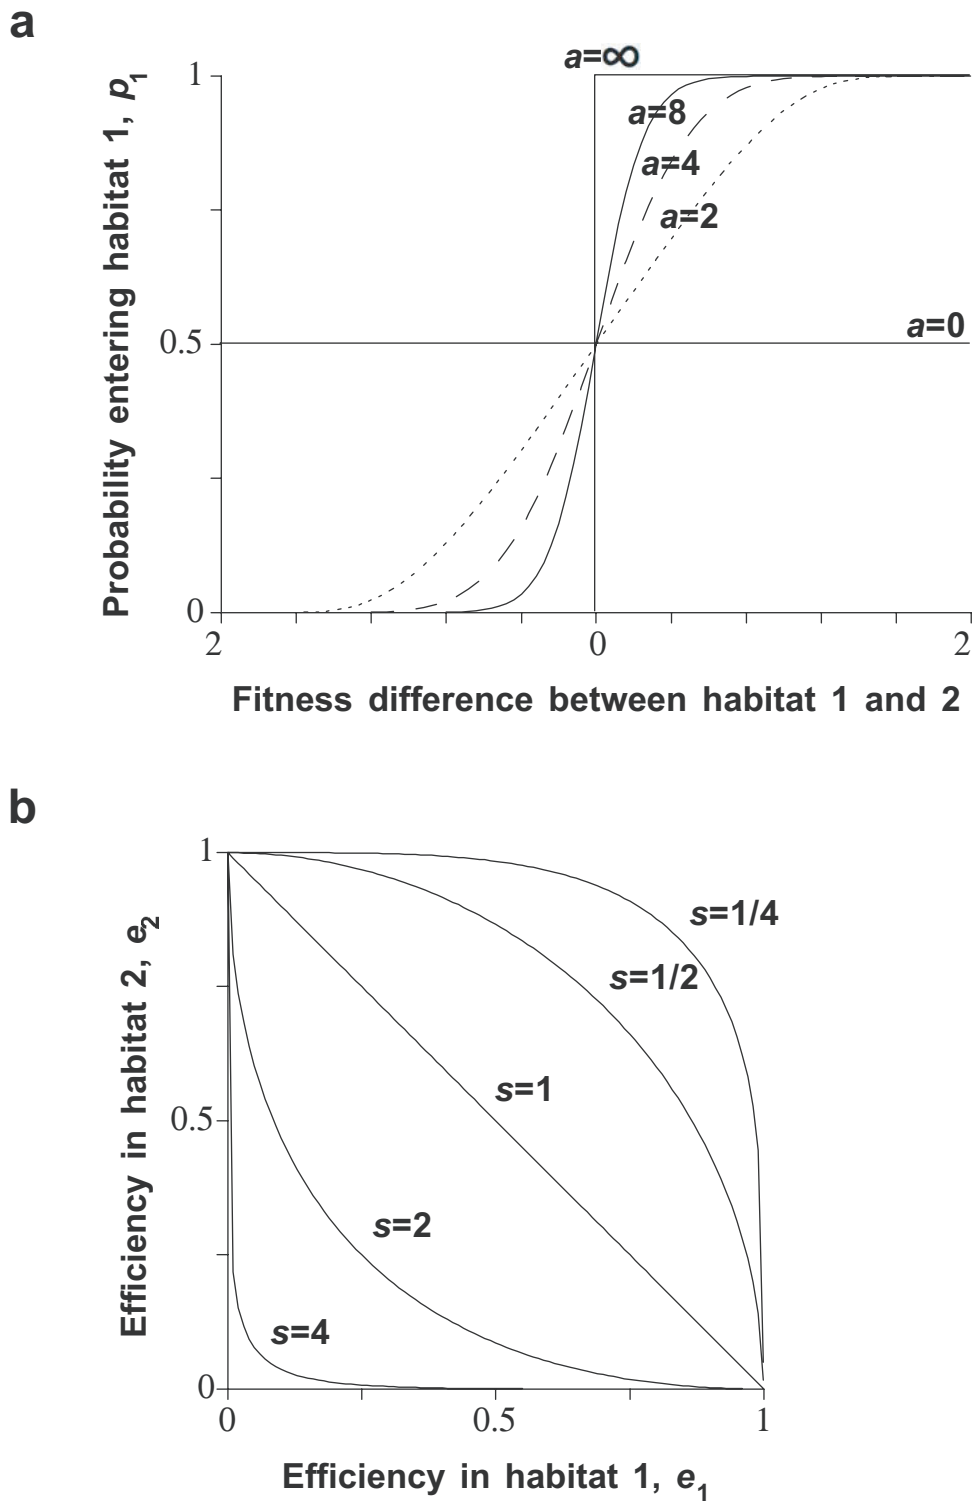 a
a=∞
1
a=8
a=4
a=2
Probability entering habitat 1, p1
0.5
a=0
0
2
0
2
Fitness difference between habitat 1 and 2
b
1
s=1/4
s=1/2
Efficiency in habitat 2, e2
0.5
s=1
s=2
s=4
0
0
0.5
1
Efficiency in habitat 1, e1